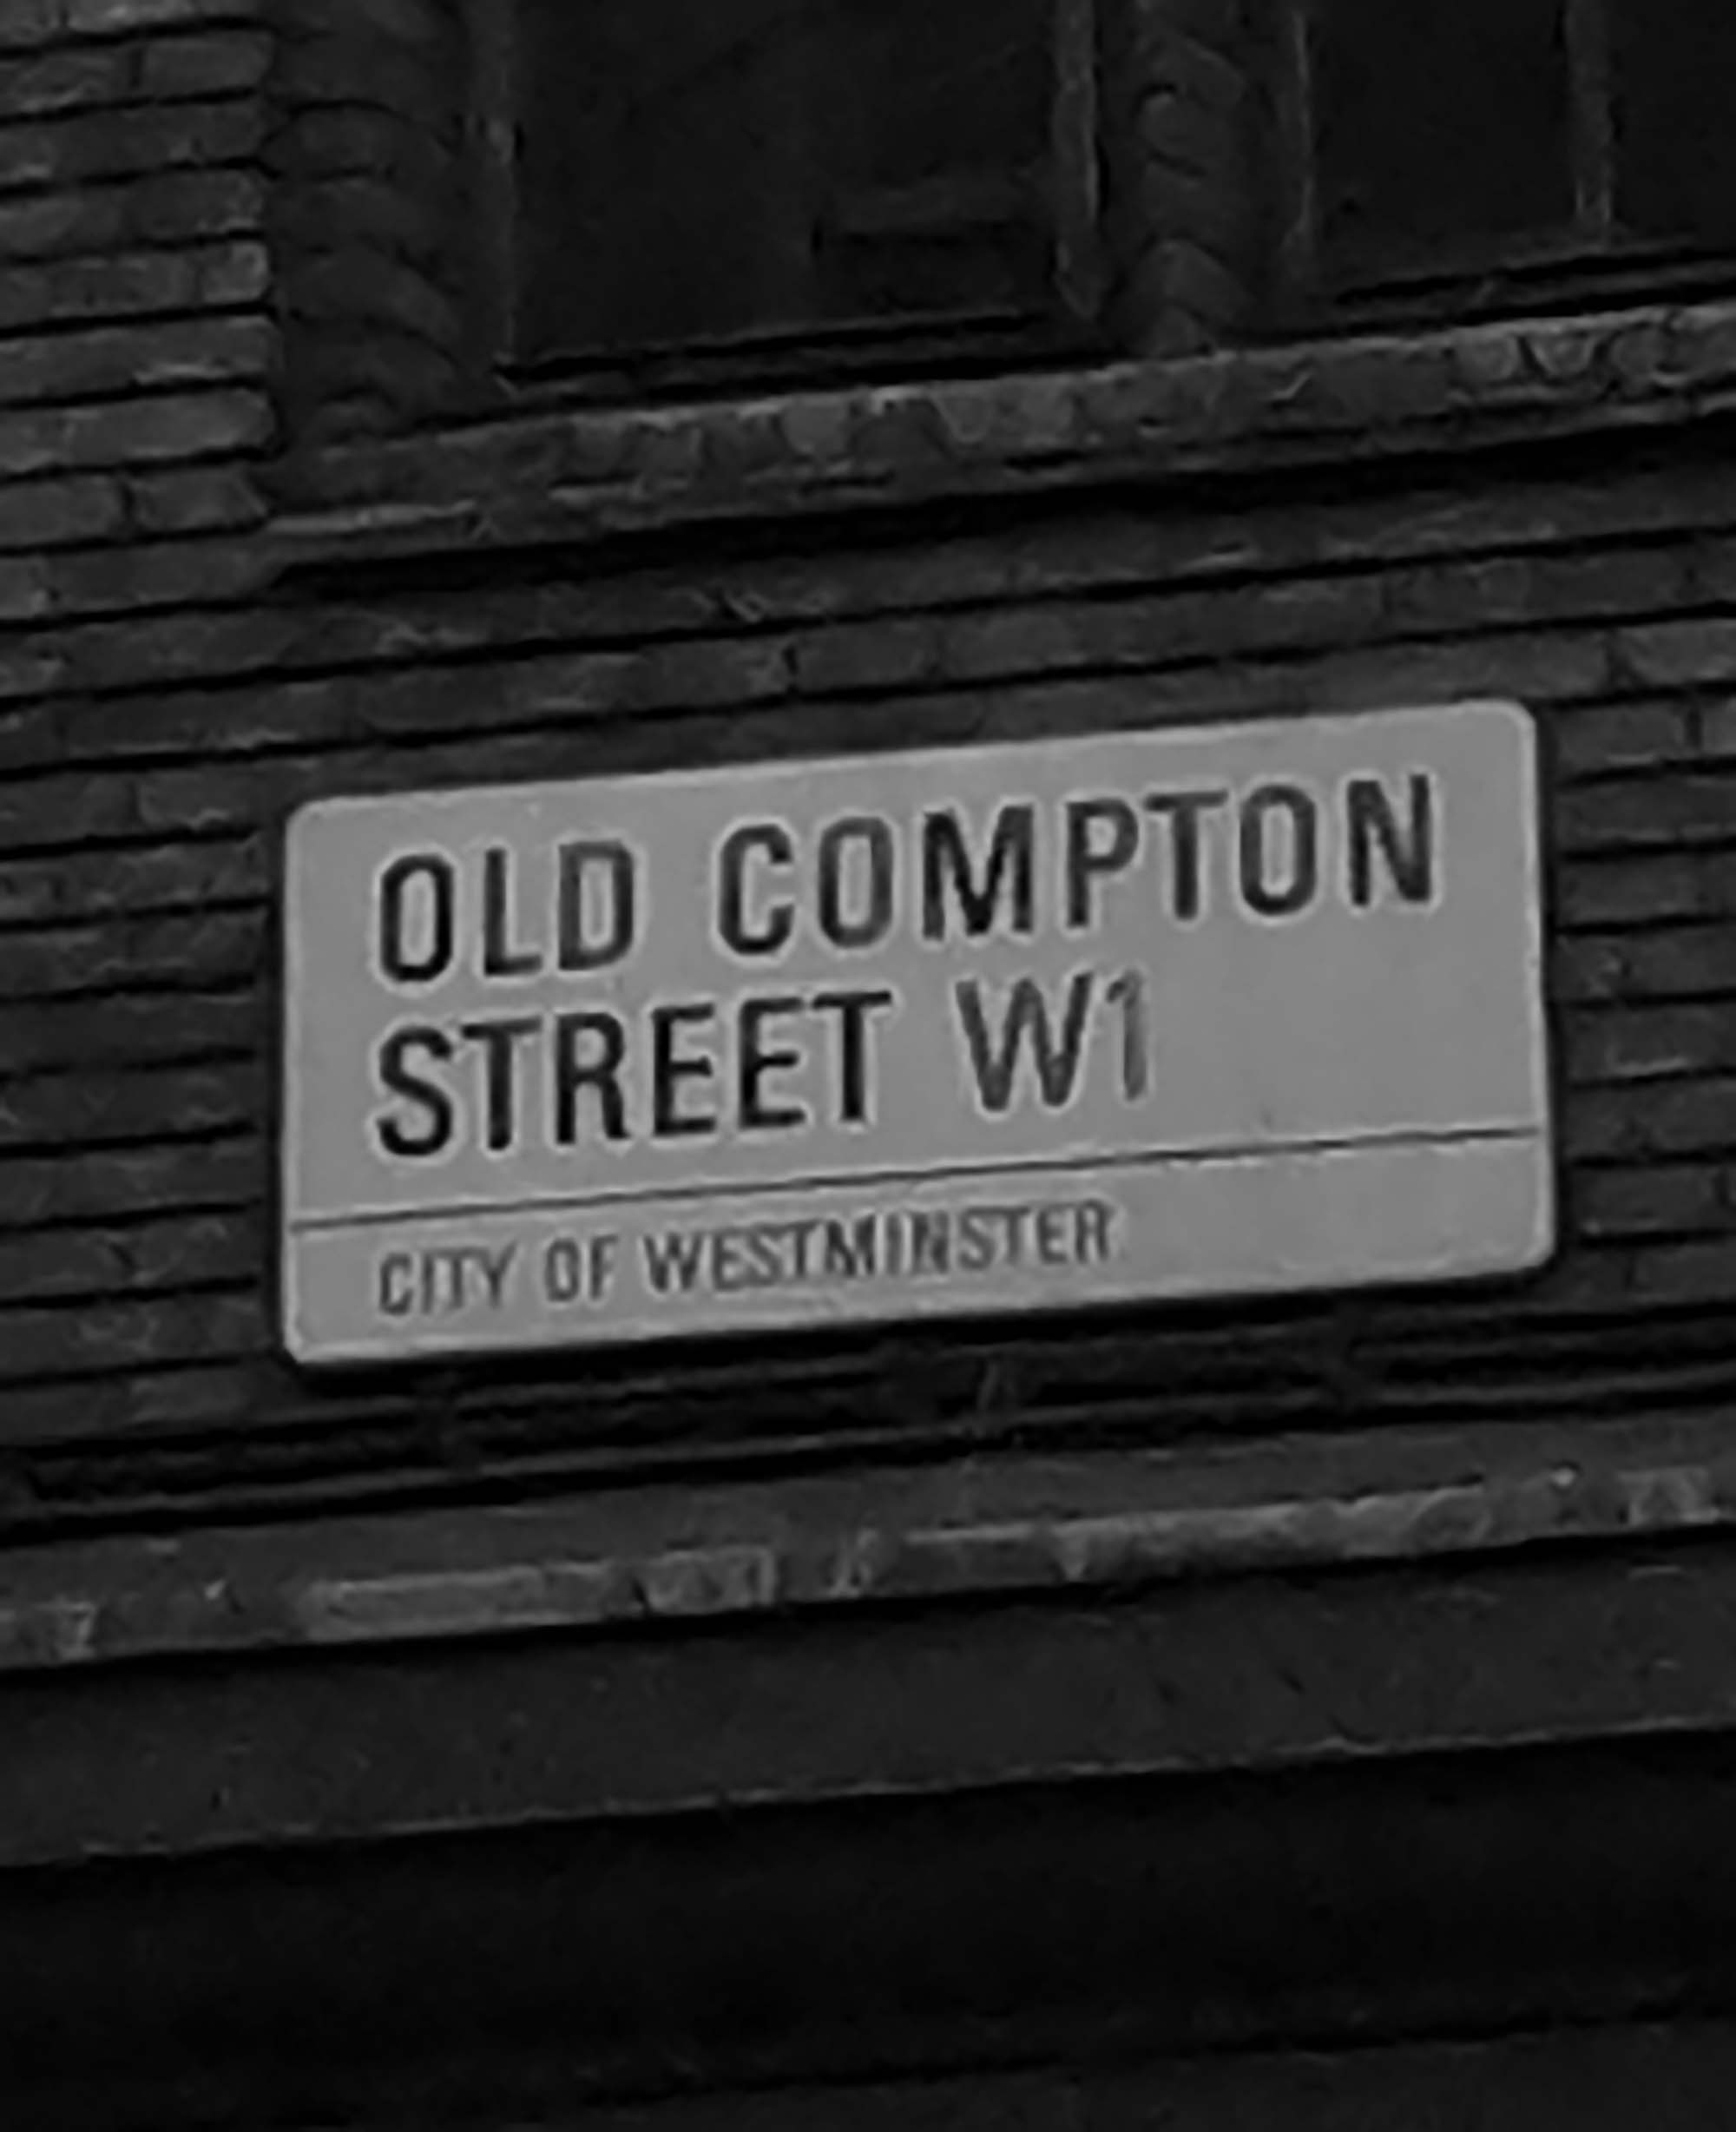 OLD COMPTON
STREET W1
CITY OF WESTMINSTER